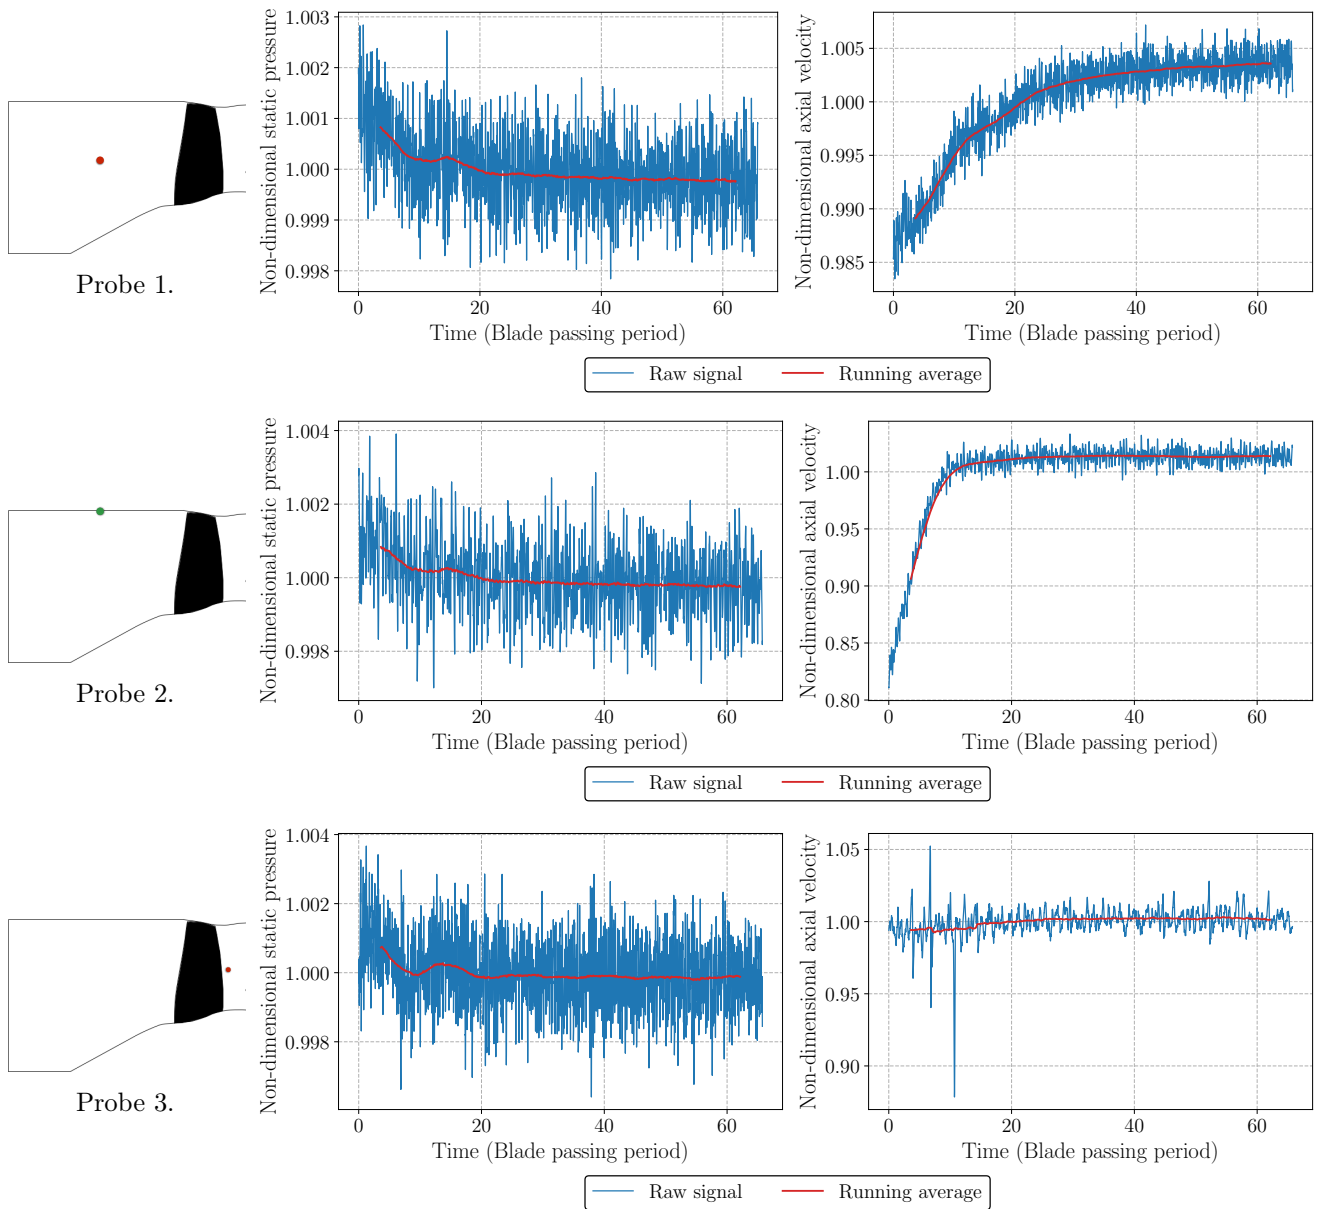 Non-dimensional static pressure
1.003
1.002
1.001
1.000
0.999
0.998
0
20
40
60
Time (Blade passing period)
Non-dimensional axial velocity
1.005
1.000
0.995
0.990
0.985
0
20
40
60
Time (Blade passing period)
Probe 1.
Raw signal
Running average
Non-dimensional static pressure
1.004
1.002
1.000
0.998
0
20
40
60
Time (Blade passing period)
Non-dimensional axial velocity
1.00
0.95
0.90
0.85
0.80
0
20
40
60
Time (Blade passing period)
Probe 2.
Raw signal
Running average
Non-dimensional static pressure
1.004
1.002
1.000
0.998
0
20
40
60
Time (Blade passing period)
Non-dimensional axial velocity
1.05
1.00
0.95
0.90
0
20
40
60
Time (Blade passing period)
Probe 3.
Raw signal
Running average